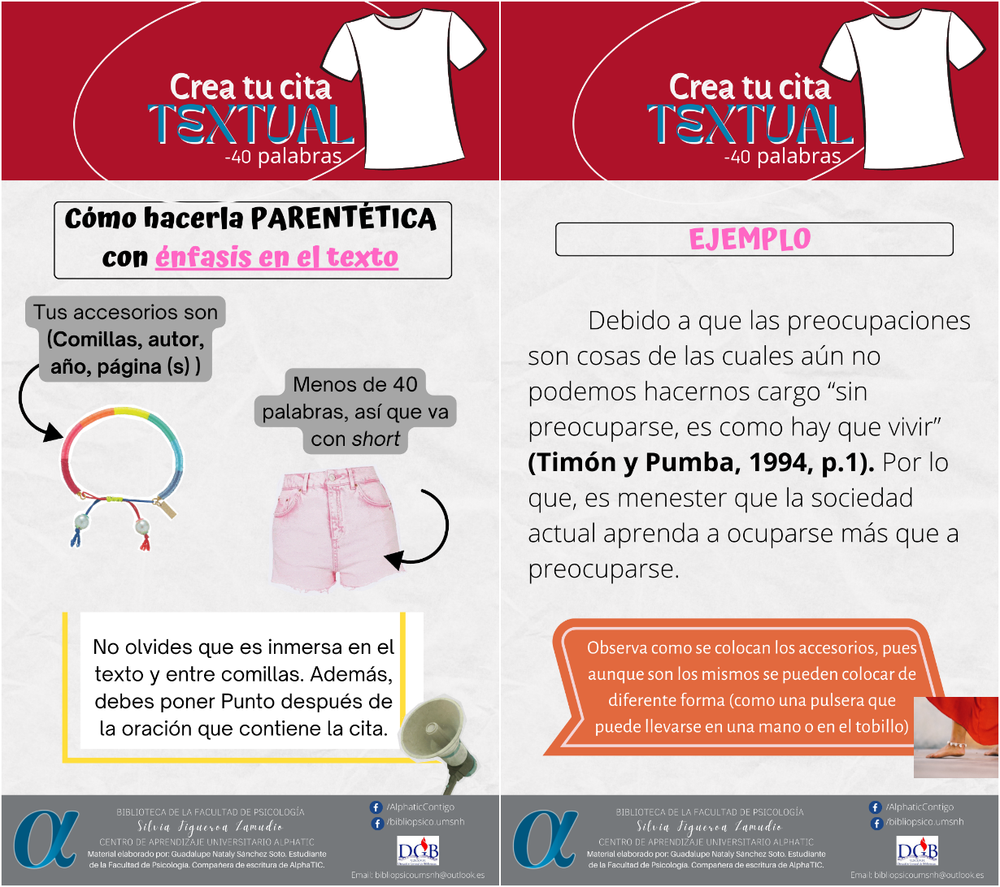 Crea tu cita
TEXTUAL
-40 palabras
Cómo hacerla PARENTÉTICA
con énfasis en el texto
Tus accesorios son
(Comillas, autor,
año, página (s) )
Menos de 40
palabras, así que va
con short
No olvides que es inmersa en el
texto y entre comillas. Además,
debes poner Punto después de
la oración que contiene la cita.
BIBLIOTECA DE LA FACULTAD DE PSICOLOGÍA
Silvia Figueroa Zamudio
CENTRO DE APRENDIZAJE UNIVERSITARIO ALPHATIC
Material elaborado por: Guadalupe Nataly Sánchez Soto. Estudiante
de la Facultad de Psicología. Compañera de escritura de AlphaTIC.
/AlphaticContigo
/bibliopsico.umsnh
DGB
Email: bibliopsicoumsnh@outlook.es
Crea tu cita
TEXTUAL
-40 palabras
EJEMPLO
Debido a que las preocupaciones
son cosas de las cuales aún no
podemos hacernos cargo “sin
preocuparse, es como hay que vivir”
(Timón y Pumba, 1994, p.1). Por lo
que, es menester que la sociedad
actual aprenda a ocuparse más que a
preocuparse.
Observa como se colocan los accesorios, pues
aunque son los mismos se pueden colocar de
diferente forma (como una pulsera que
puede llevarse en una mano o en el tobillo)
BIBLIOTECA DE LA FACULTAD DE PSICOLOGÍA
Silvia Figueroa Zamudio
CENTRO DE APRENDIZAJE UNIVERSITARIO ALPHATIC
Material elaborado por: Guadalupe Nataly Sánchez Soto. Estudiante
de la Facultad de Psicología. Compañera de escritura de AlphaTIC.
/AlphaticContigo
/bibliopsico.umsnh
DGB
Email: bibliopsicoumsnh@outlook.es